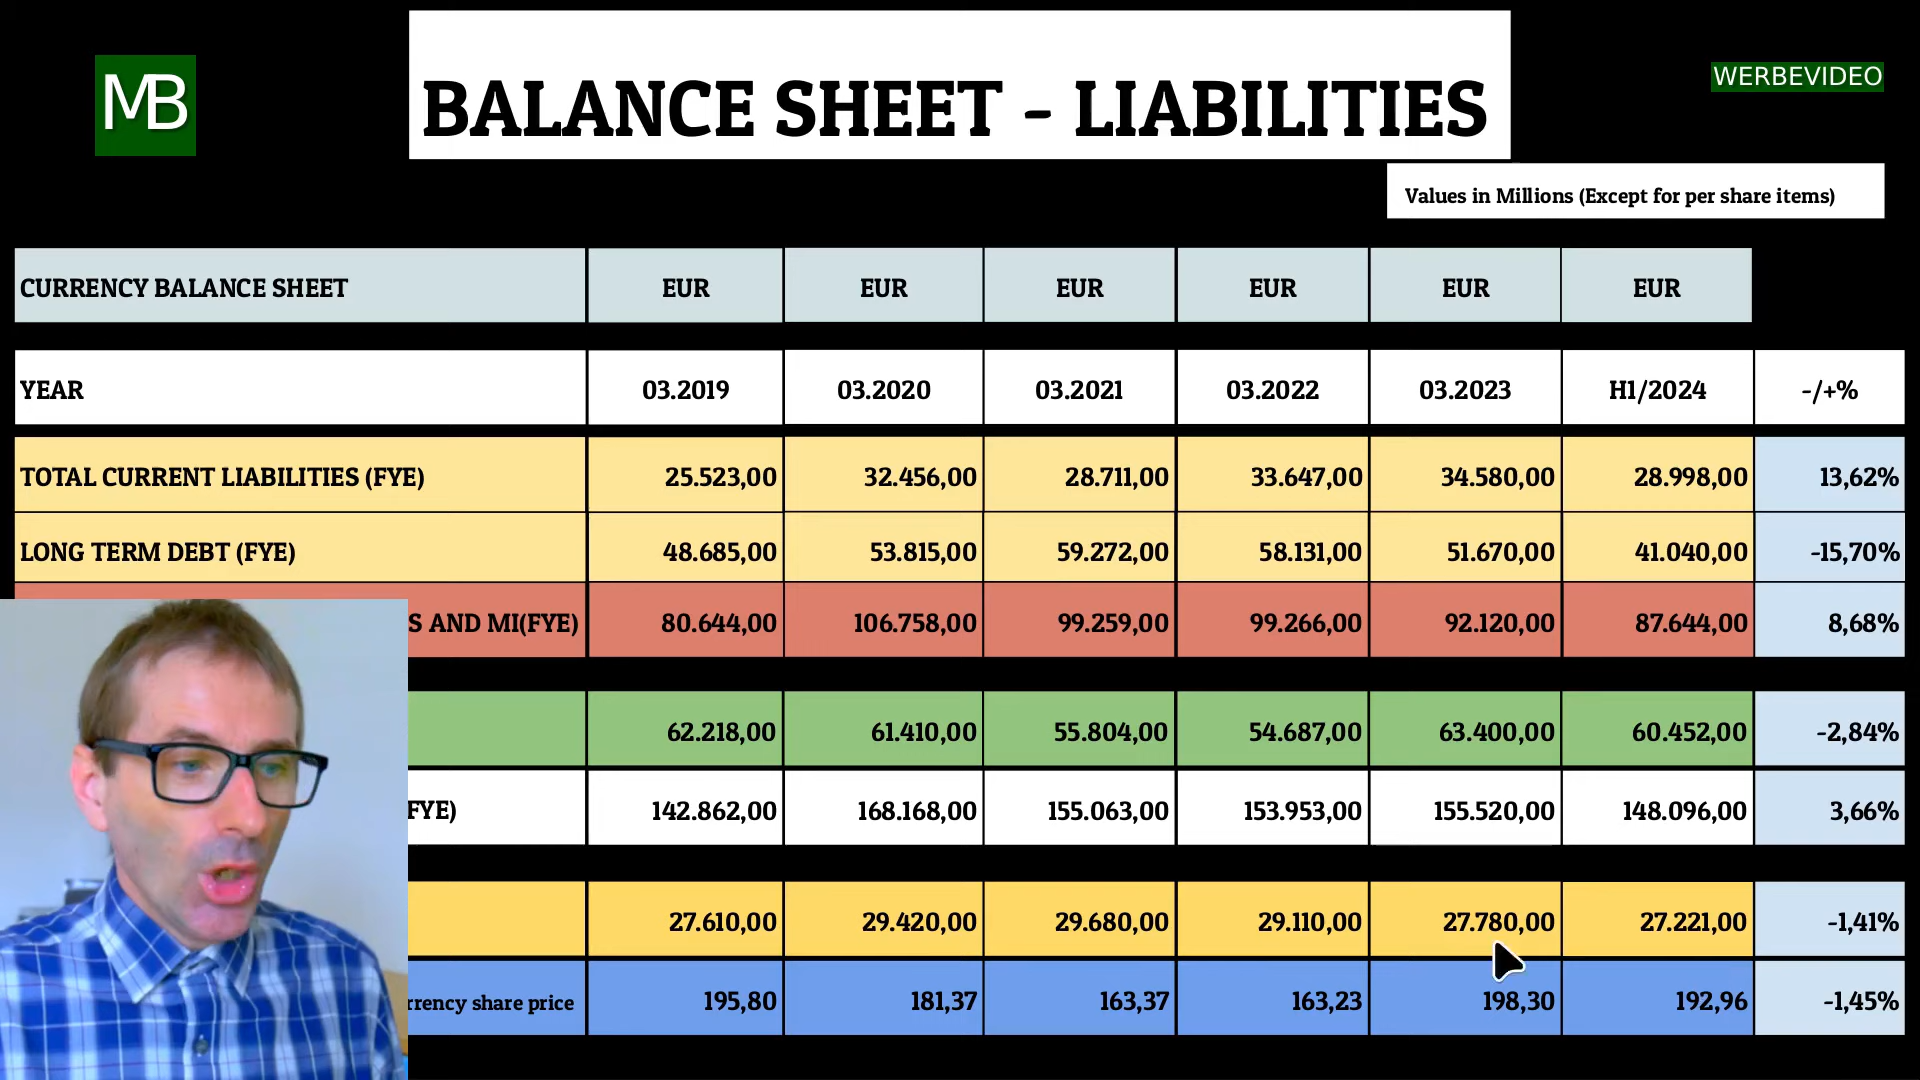 MB
BALANCE SHEET - LIABILITIES
WERBEVIDEO
Values in Millions (Except for per share items)
CURRENCY BALANCE SHEET EUR EUR EUR EUR EUR EUR
YEAR 03.2019 03.2020 03.2021 03.2022 03.2023 H1/2024 -/+%
TOTAL CURRENT LIABILITIES (FYE) 25.523,00 32.456,00 28.711,00 33.647,00 34.580,00 28.998,00 13,62%
LONG TERM DEBT (FYE) 48.685,00 53.815,00 59.272,00 58.131,00 51.670,00 41.040,00 -15,70%
S AND MI(FYE) 80.644,00 106.758,00 99.259,00 99.266,00 92.120,00 87.644,00 8,68%
62.218,00 61.410,00 55.804,00 54.687,00 63.400,00 60.452,00 -2,84%
FYE) 142.862,00 168.168,00 155.063,00 153.953,00 155.520,00 148.096,00 3,66%
27.610,00 29.420,00 29.680,00 29.110,00 27.780,00 27.221,00 -1,41%
rrency share price 195,80 181,37 163,37 163,23 198,30 192,96 -1,45%